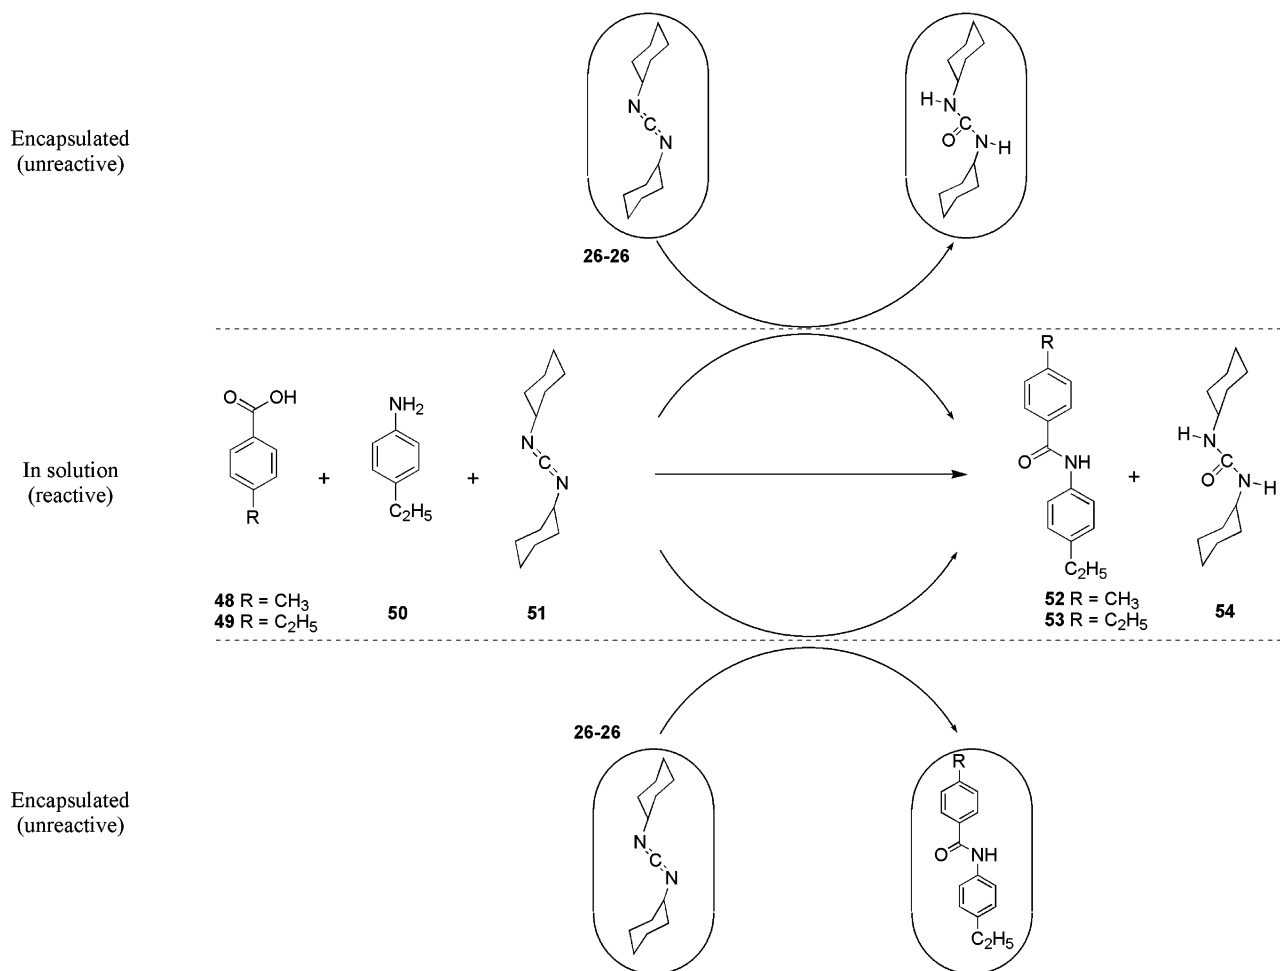 Encapsulated
(unreactive)
N
C
N
H
N
C
O
N
H
26-26
In solution
(reactive)
O
OH
R
+
NH₂
C₂H₅
+
N
C
N
R
O
NH
C₂H₅
+
H
N
C
O
N
H
48 R = CH₃
49 R = C₂H₅
50
51
52 R = CH₃
53 R = C₂H₅
54
Encapsulated
(unreactive)
26-26
N
C
N
R
O
NH
C₂H₅